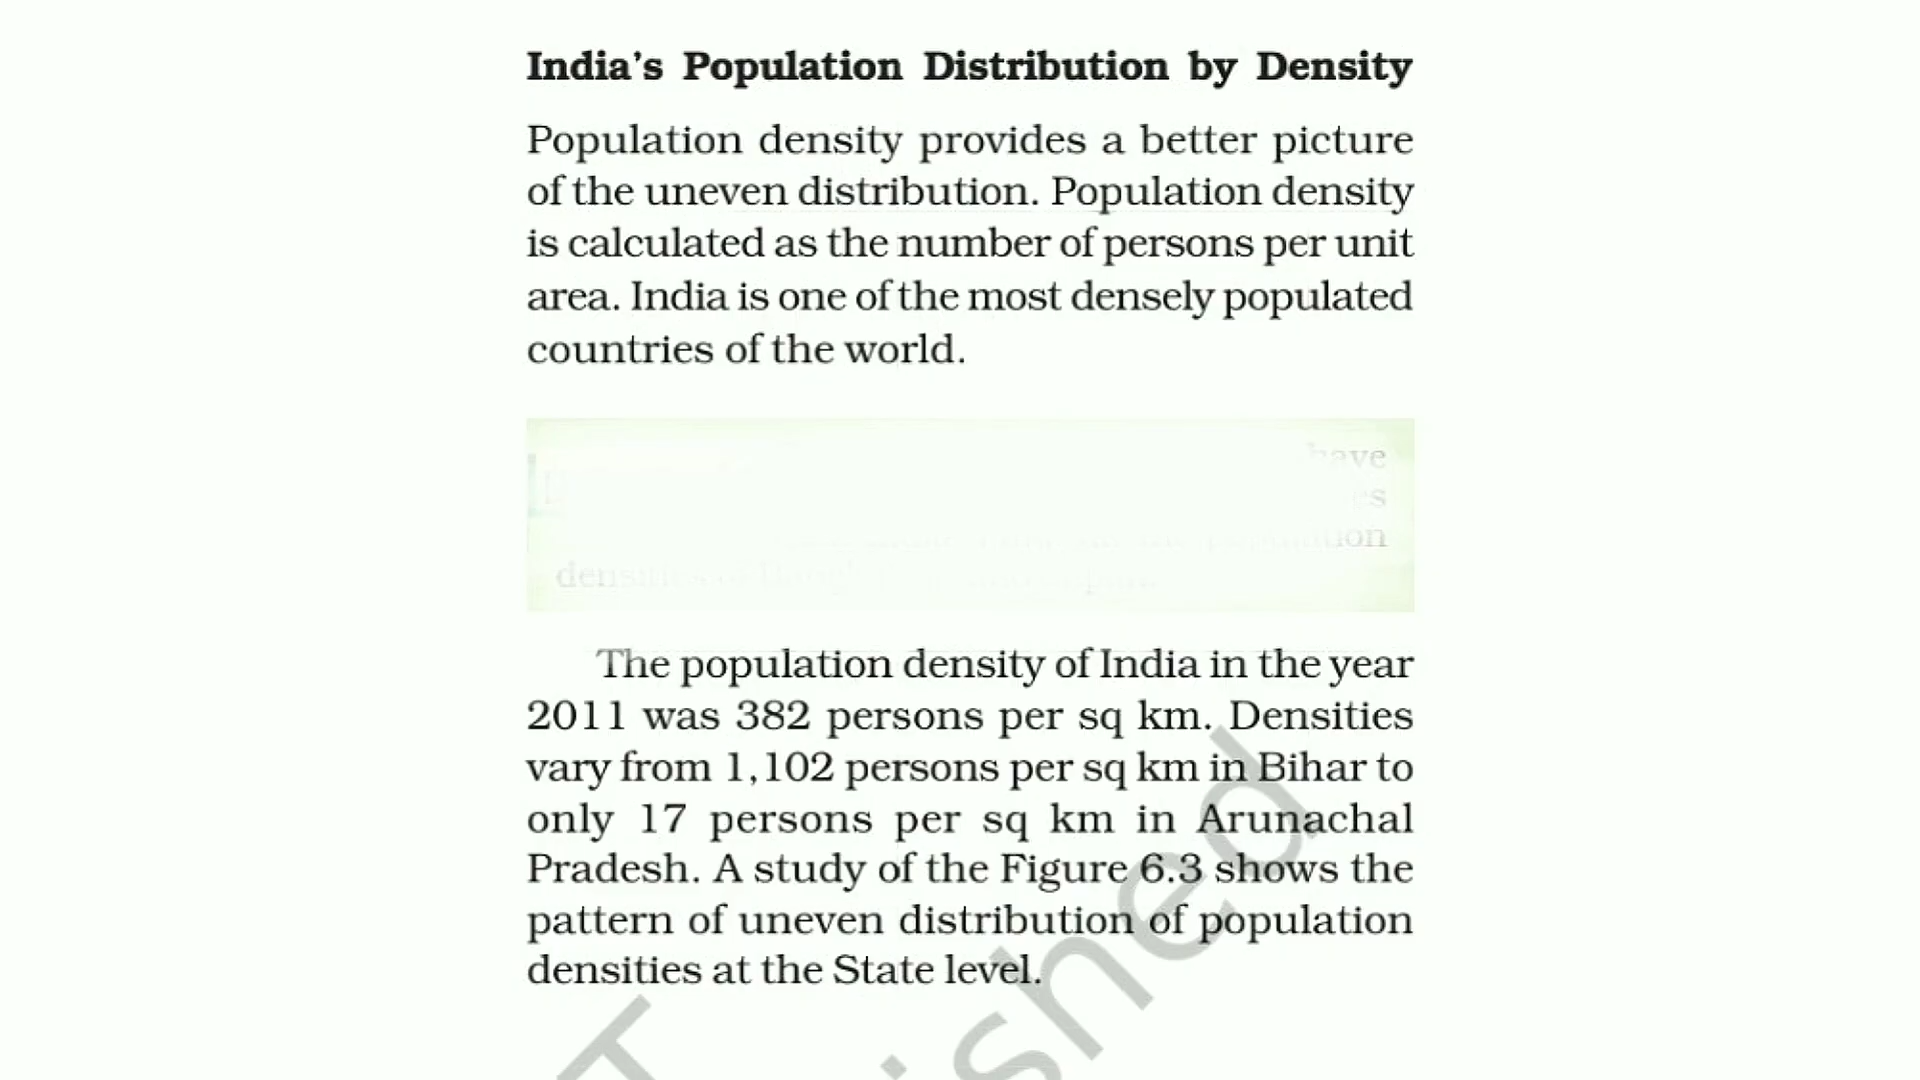 India's Population Distribution by Density
Population density provides a better picture
of the uneven distribution. Population density
is calculated as the number of persons per unit
area. India is one of the most densely populated
countries of the world.
have
es
densities of
The population density of India in the year
2011 was 382 persons per sq km. Densities
vary from 1,102 persons per sq km in Bihar to
only 17 persons per sq km in Arunachal
Pradesh. A study of the Figure 6.3 shows the
pattern of uneven distribution of population
densities at the State level.